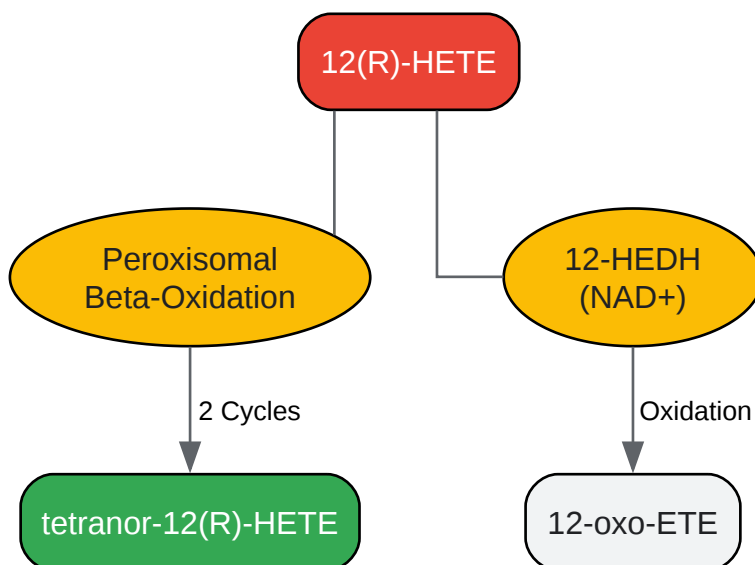 12(R)-HETE
Peroxisomal
Beta-Oxidation
12-HEDH
(NAD+)
2 Cycles
Oxidation
tetranor-12(R)-HETE
12-oxo-ETE